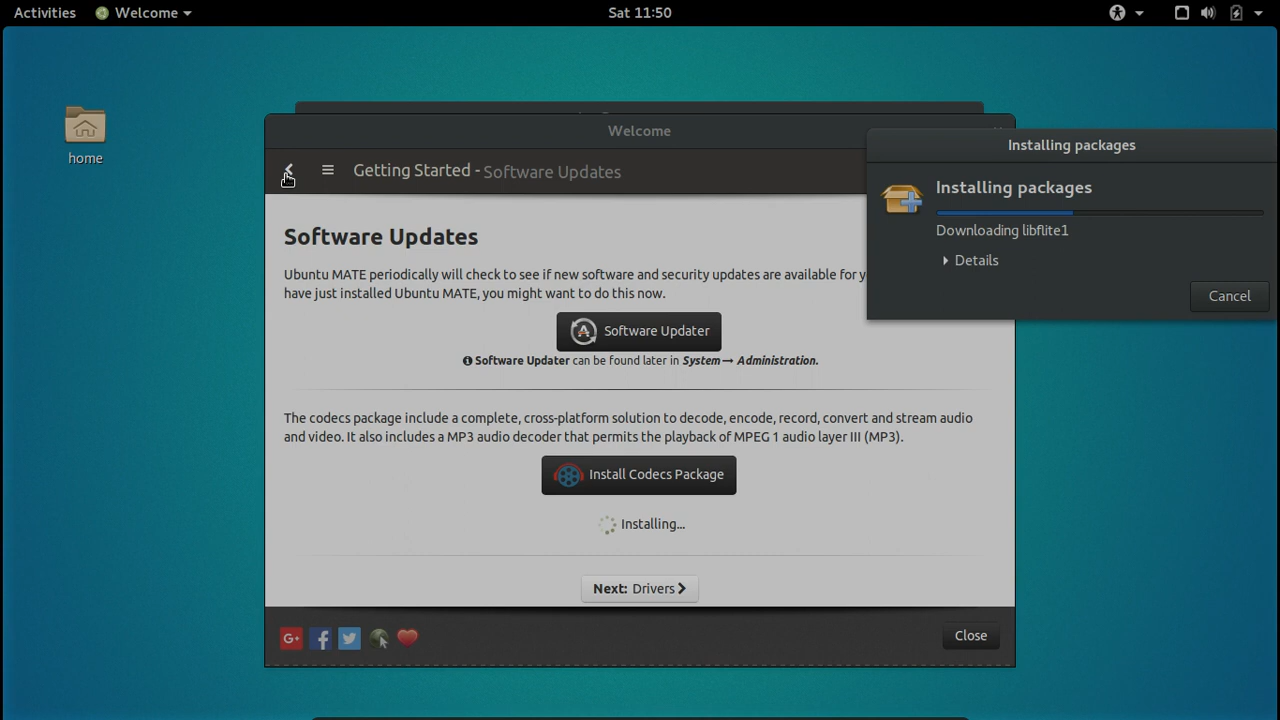 Activities
Welcome
Sat 11:50
home
Welcome
Getting Started - Software Updates
Software Updates
Ubuntu MATE periodically will check to see if new software and security updates are available for
have just installed Ubuntu MATE, you might want to do this now.
Software Updater
Software Updater can be found later in System→ Administration.
The codecs package include a complete, cross-platform solution to decode, encode, record, convert and stream audio
and video. It also includes a MP3 audio decoder that permits the playback of MPEG 1 audio layer III (MP3).
Install Codecs Package
Installing...
Next: Drivers
Close
Installing packages
Installing packages
Downloading libflite1
Details
Cancel